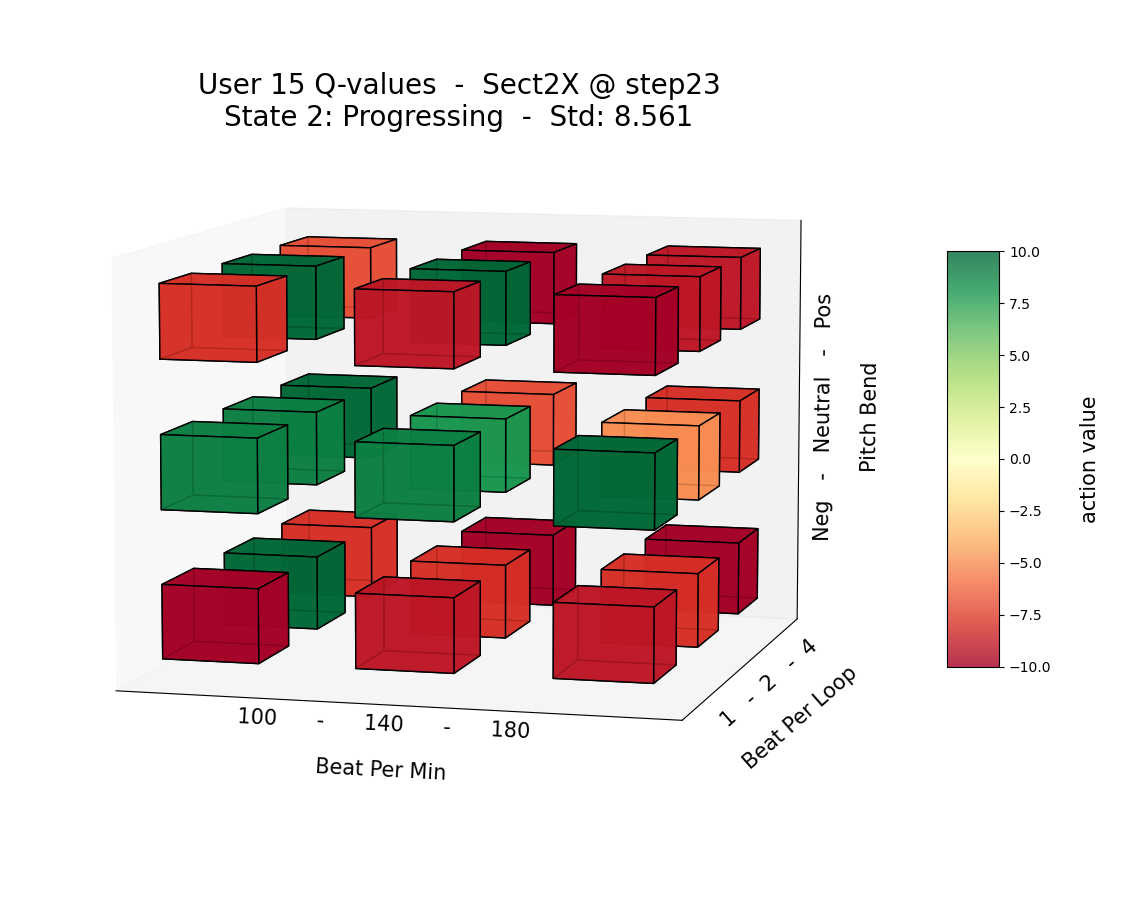 User 15 Q-values  -  Sect2X @ step23
State 2: Progressing  -  Std: 8.561
Neg  -  Neutral  -  Pos
Pitch Bend
100  -  140  -  180
Beat Per Min
1  -  2  -  4
Beat Per Loop
10.0
7.5
5.0
2.5
0.0
−2.5
−5.0
−7.5
−10.0
action value